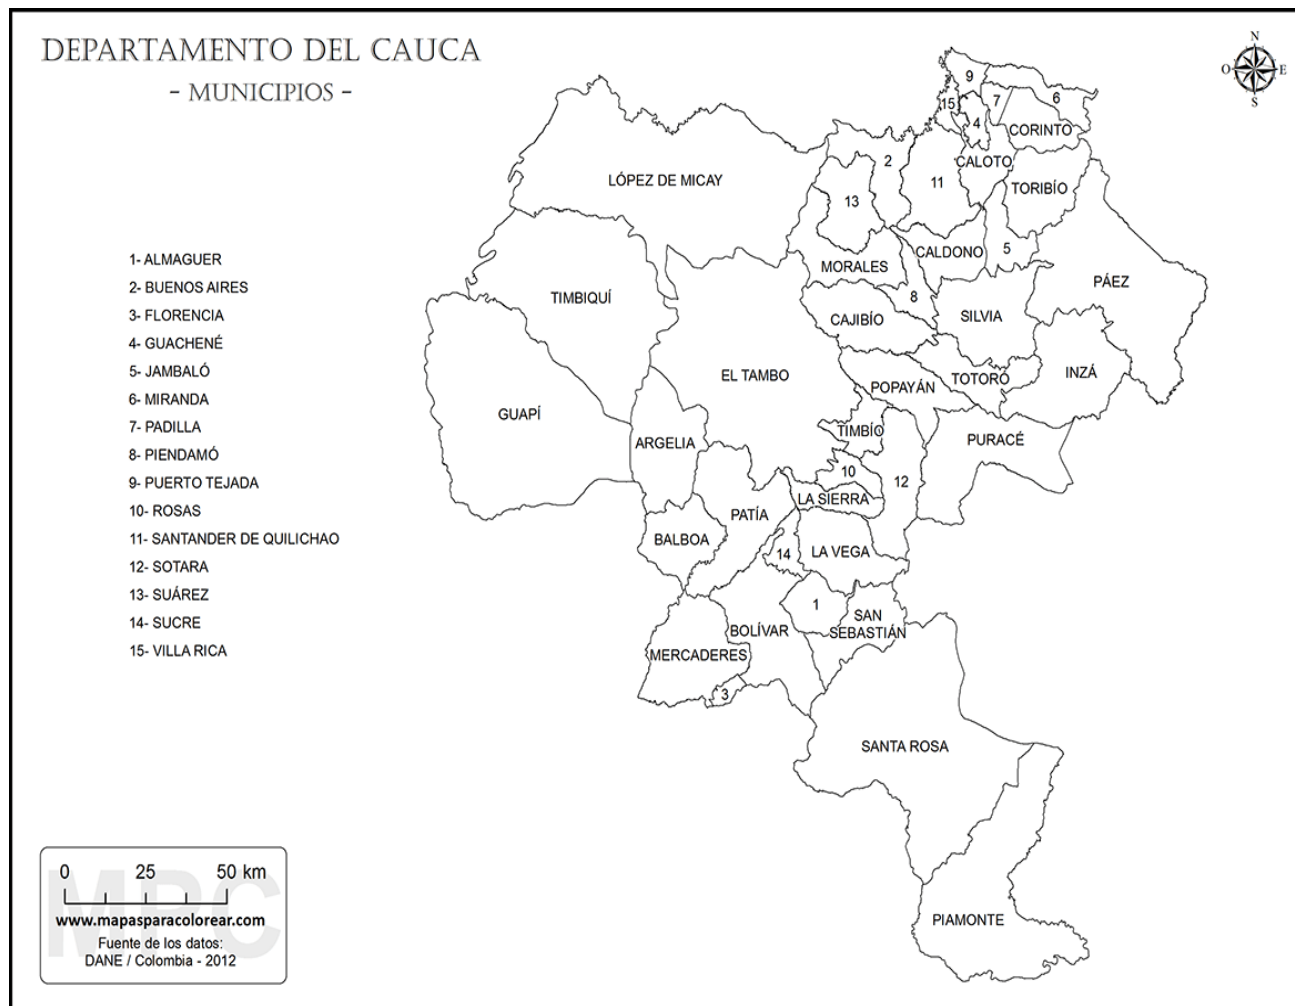 DEPARTAMENTO DEL CAUCA
- MUNICIPIOS -
N
O
E
S
9
15
7
6
4
CORINTO
2
CALOTO
LÓPEZ DE MICAY
11
TORIBÍO
13
CALDONO
5
MORALES
PÁEZ
TIMBIQUÍ
8
CAJIBÍO
SILVIA
EL TAMBO
TOTORÓ
INZÁ
POPAYÁN
GUAPÍ
ARGELIA
TIMBÍO
PURACÉ
10
12
LA SIERRA
PATÍA
BALBOA
14
LA VEGA
1
SAN
SEBASTIÁN
BOLÍVAR
MERCADERES
3
SANTA ROSA
PIAMONTE
1- ALMAGUER
2- BUENOS AIRES
3- FLORENCIA
4- GUACHENÉ
5- JAMBALÓ
6- MIRANDA
7- PADILLA
8- PIENDAMÓ
9- PUERTO TEJADA
10- ROSAS
11- SANTANDER DE QUILICHAO
12- SOTARA
13- SUÁREZ
14- SUCRE
15- VILLA RICA
0 25 50 km
MPC
www.mapasparacolorear.com
Fuente de los datos:
DANE / Colombia - 2012